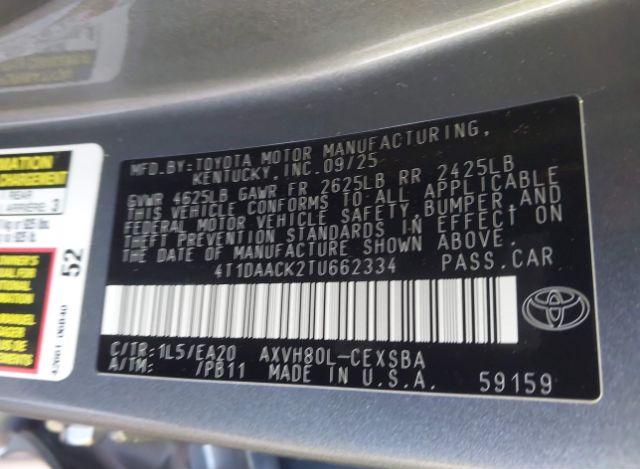 MFD.BY:TOYOTA MOTOR MANUFACTURING,
KENTUCKY, INC. 09/25
GVWR 4625LB GAWR FR 2625LB RR 2425LB
THIS VEHICLE CONFORMS TO ALL APPLICABLE
FEDERAL MOTOR VEHICLE SAFETY, BUMPER, AND
THEFT PREVENTION STANDARDS IN EFFECT ON
THE DATE OF MANUFACTURE SHOWN ABOVE.
4T1DAACK2TU662334 PASS.CAR
C/TR: 1L5/EA20 AXVH80L-CEXSBA
A/TM: /PB11 MADE IN U.S.A. 59159
REAR
3
52